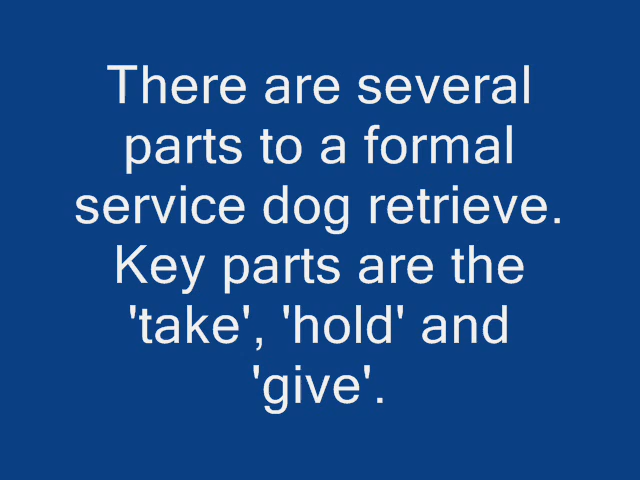 There are several
parts to a formal
service dog retrieve.
Key parts are the
'take', 'hold' and
'give'.